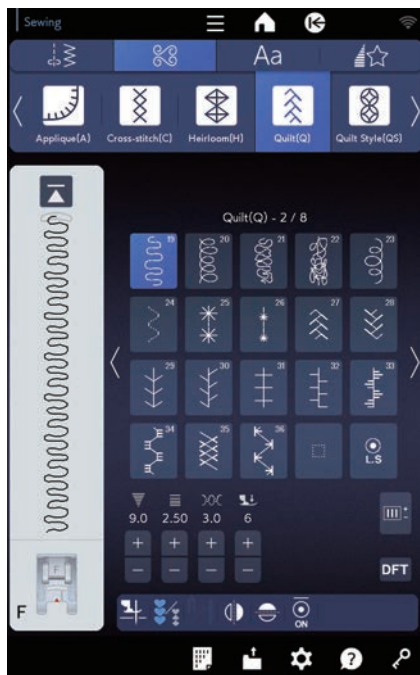 Sewing
Aa
Applique(A) Cross-stitch(C) Heirloom(H) Quilt(Q) Quilt Style(QS)
Quilt(Q) - 2 / 8
19 20 21 22 23
24 25 26 27 28
29 30 31 32 33
34 35 36 L.S
9.0 2.50 3.0 6
+ + + +
− − − −
DFT
F F
ON
?